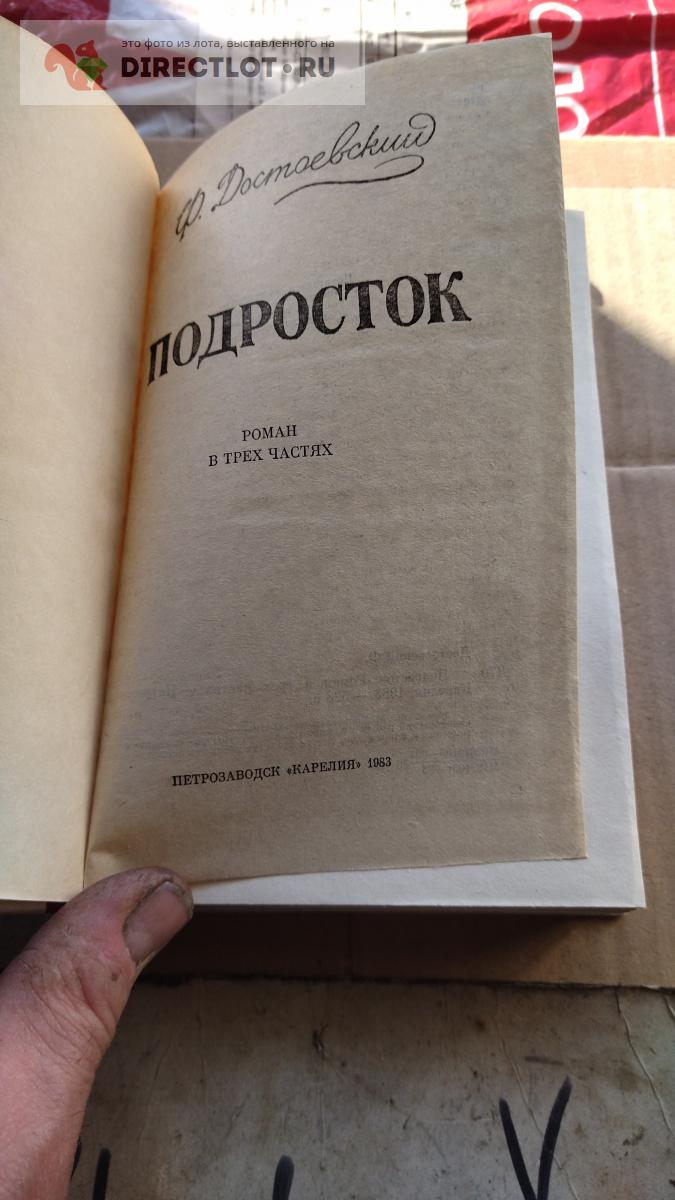 это фото из лота, выставленного на
DIRECTLOT.RU
Ф. Достоевский
ПОДРОСТОК
РОМАН
В ТРЕХ ЧАСТЯХ
ПЕТРОЗАВОДСК «КАРЕЛИЯ» 1983